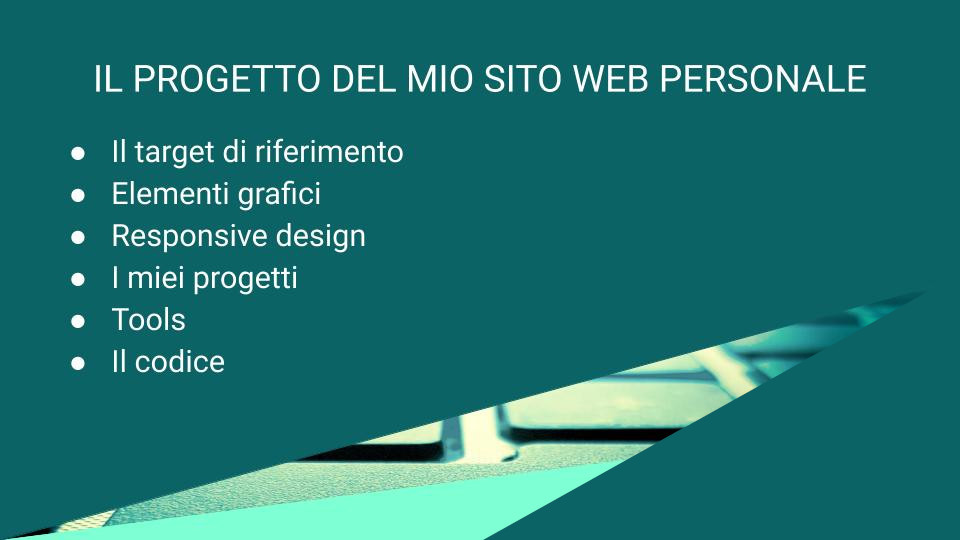 IL PROGETTO DEL MIO SITO WEB PERSONALE
● Il target di riferimento
● Elementi grafici
● Responsive design
● I miei progetti
● Tools
● Il codice